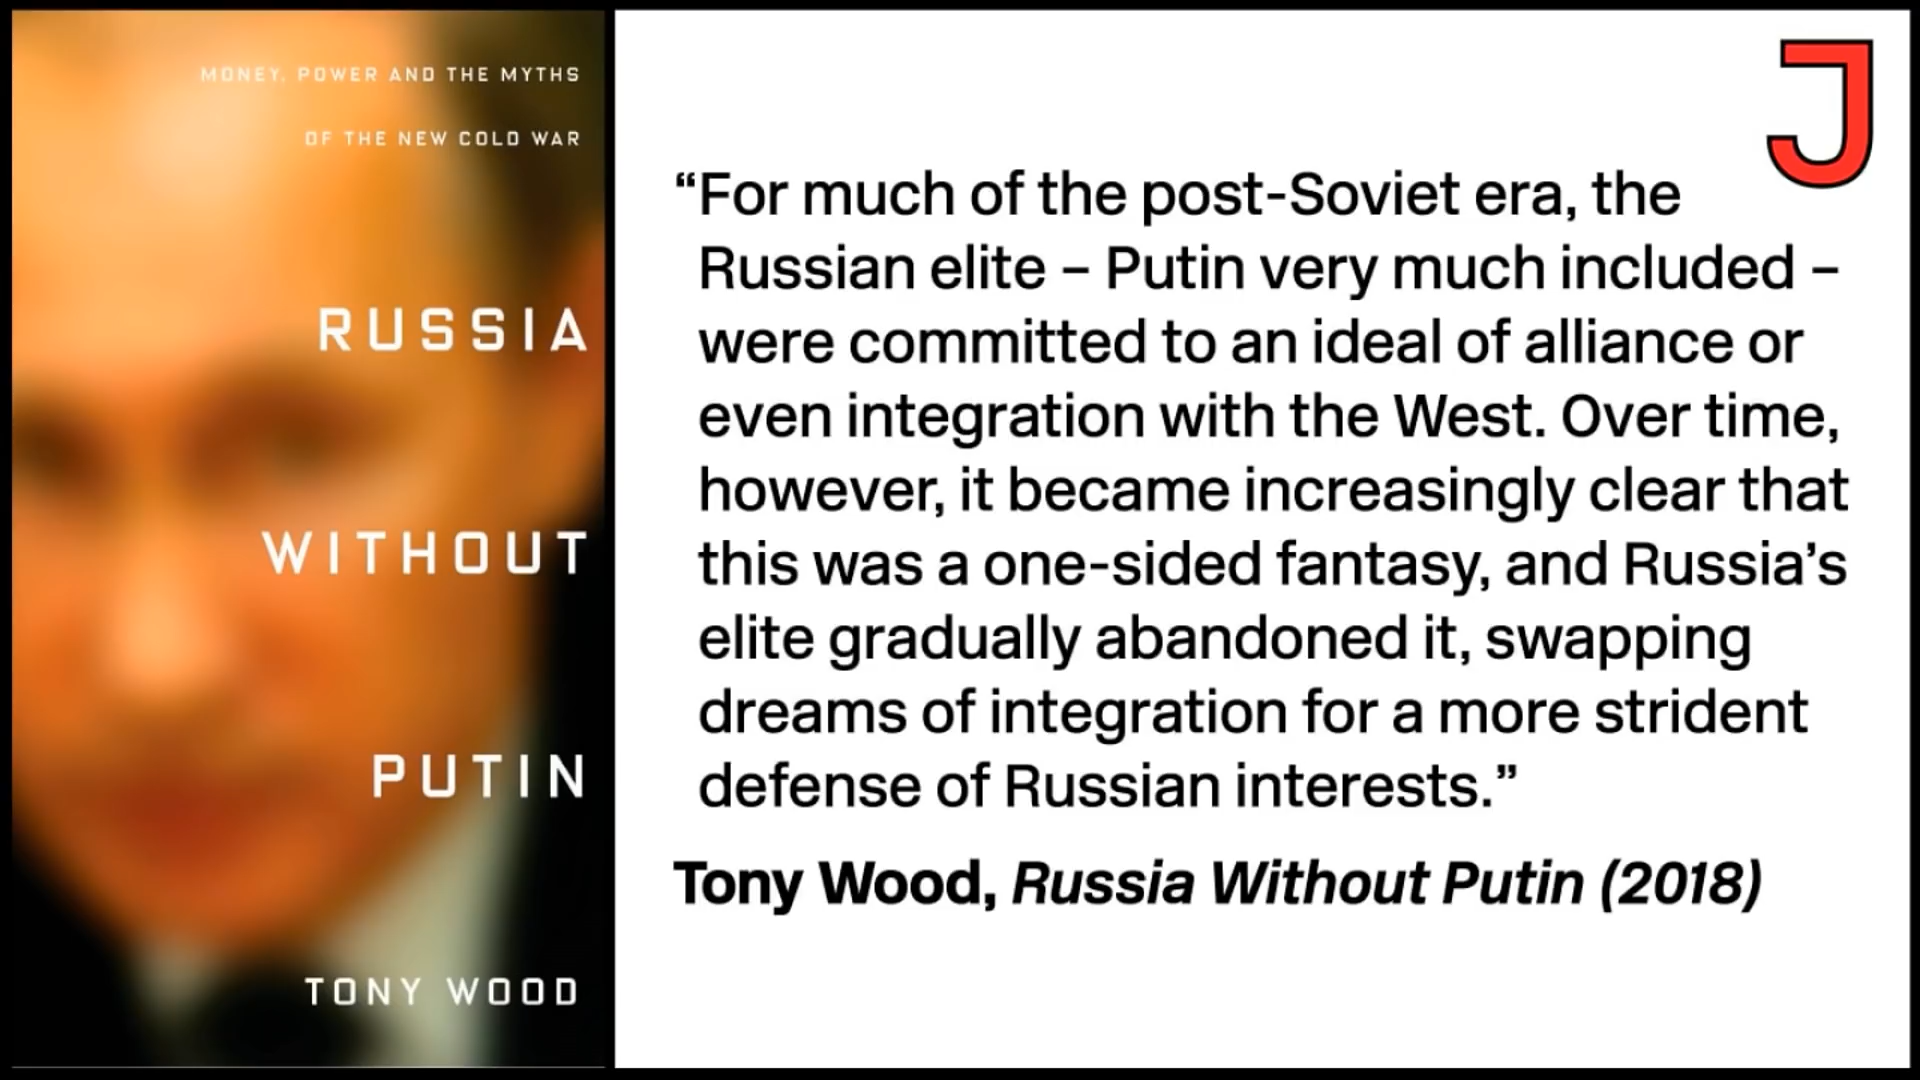 MONEY, POWER AND THE MYTHS
OF THE NEW COLD WAR
RUSSIA
WITHOUT
PUTIN
TONY WOOD
J
“For much of the post-Soviet era, the
Russian elite – Putin very much included –
were committed to an ideal of alliance or
even integration with the West. Over time,
however, it became increasingly clear that
this was a one-sided fantasy, and Russia’s
elite gradually abandoned it, swapping
dreams of integration for a more strident
defense of Russian interests.”
Tony Wood, Russia Without Putin (2018)